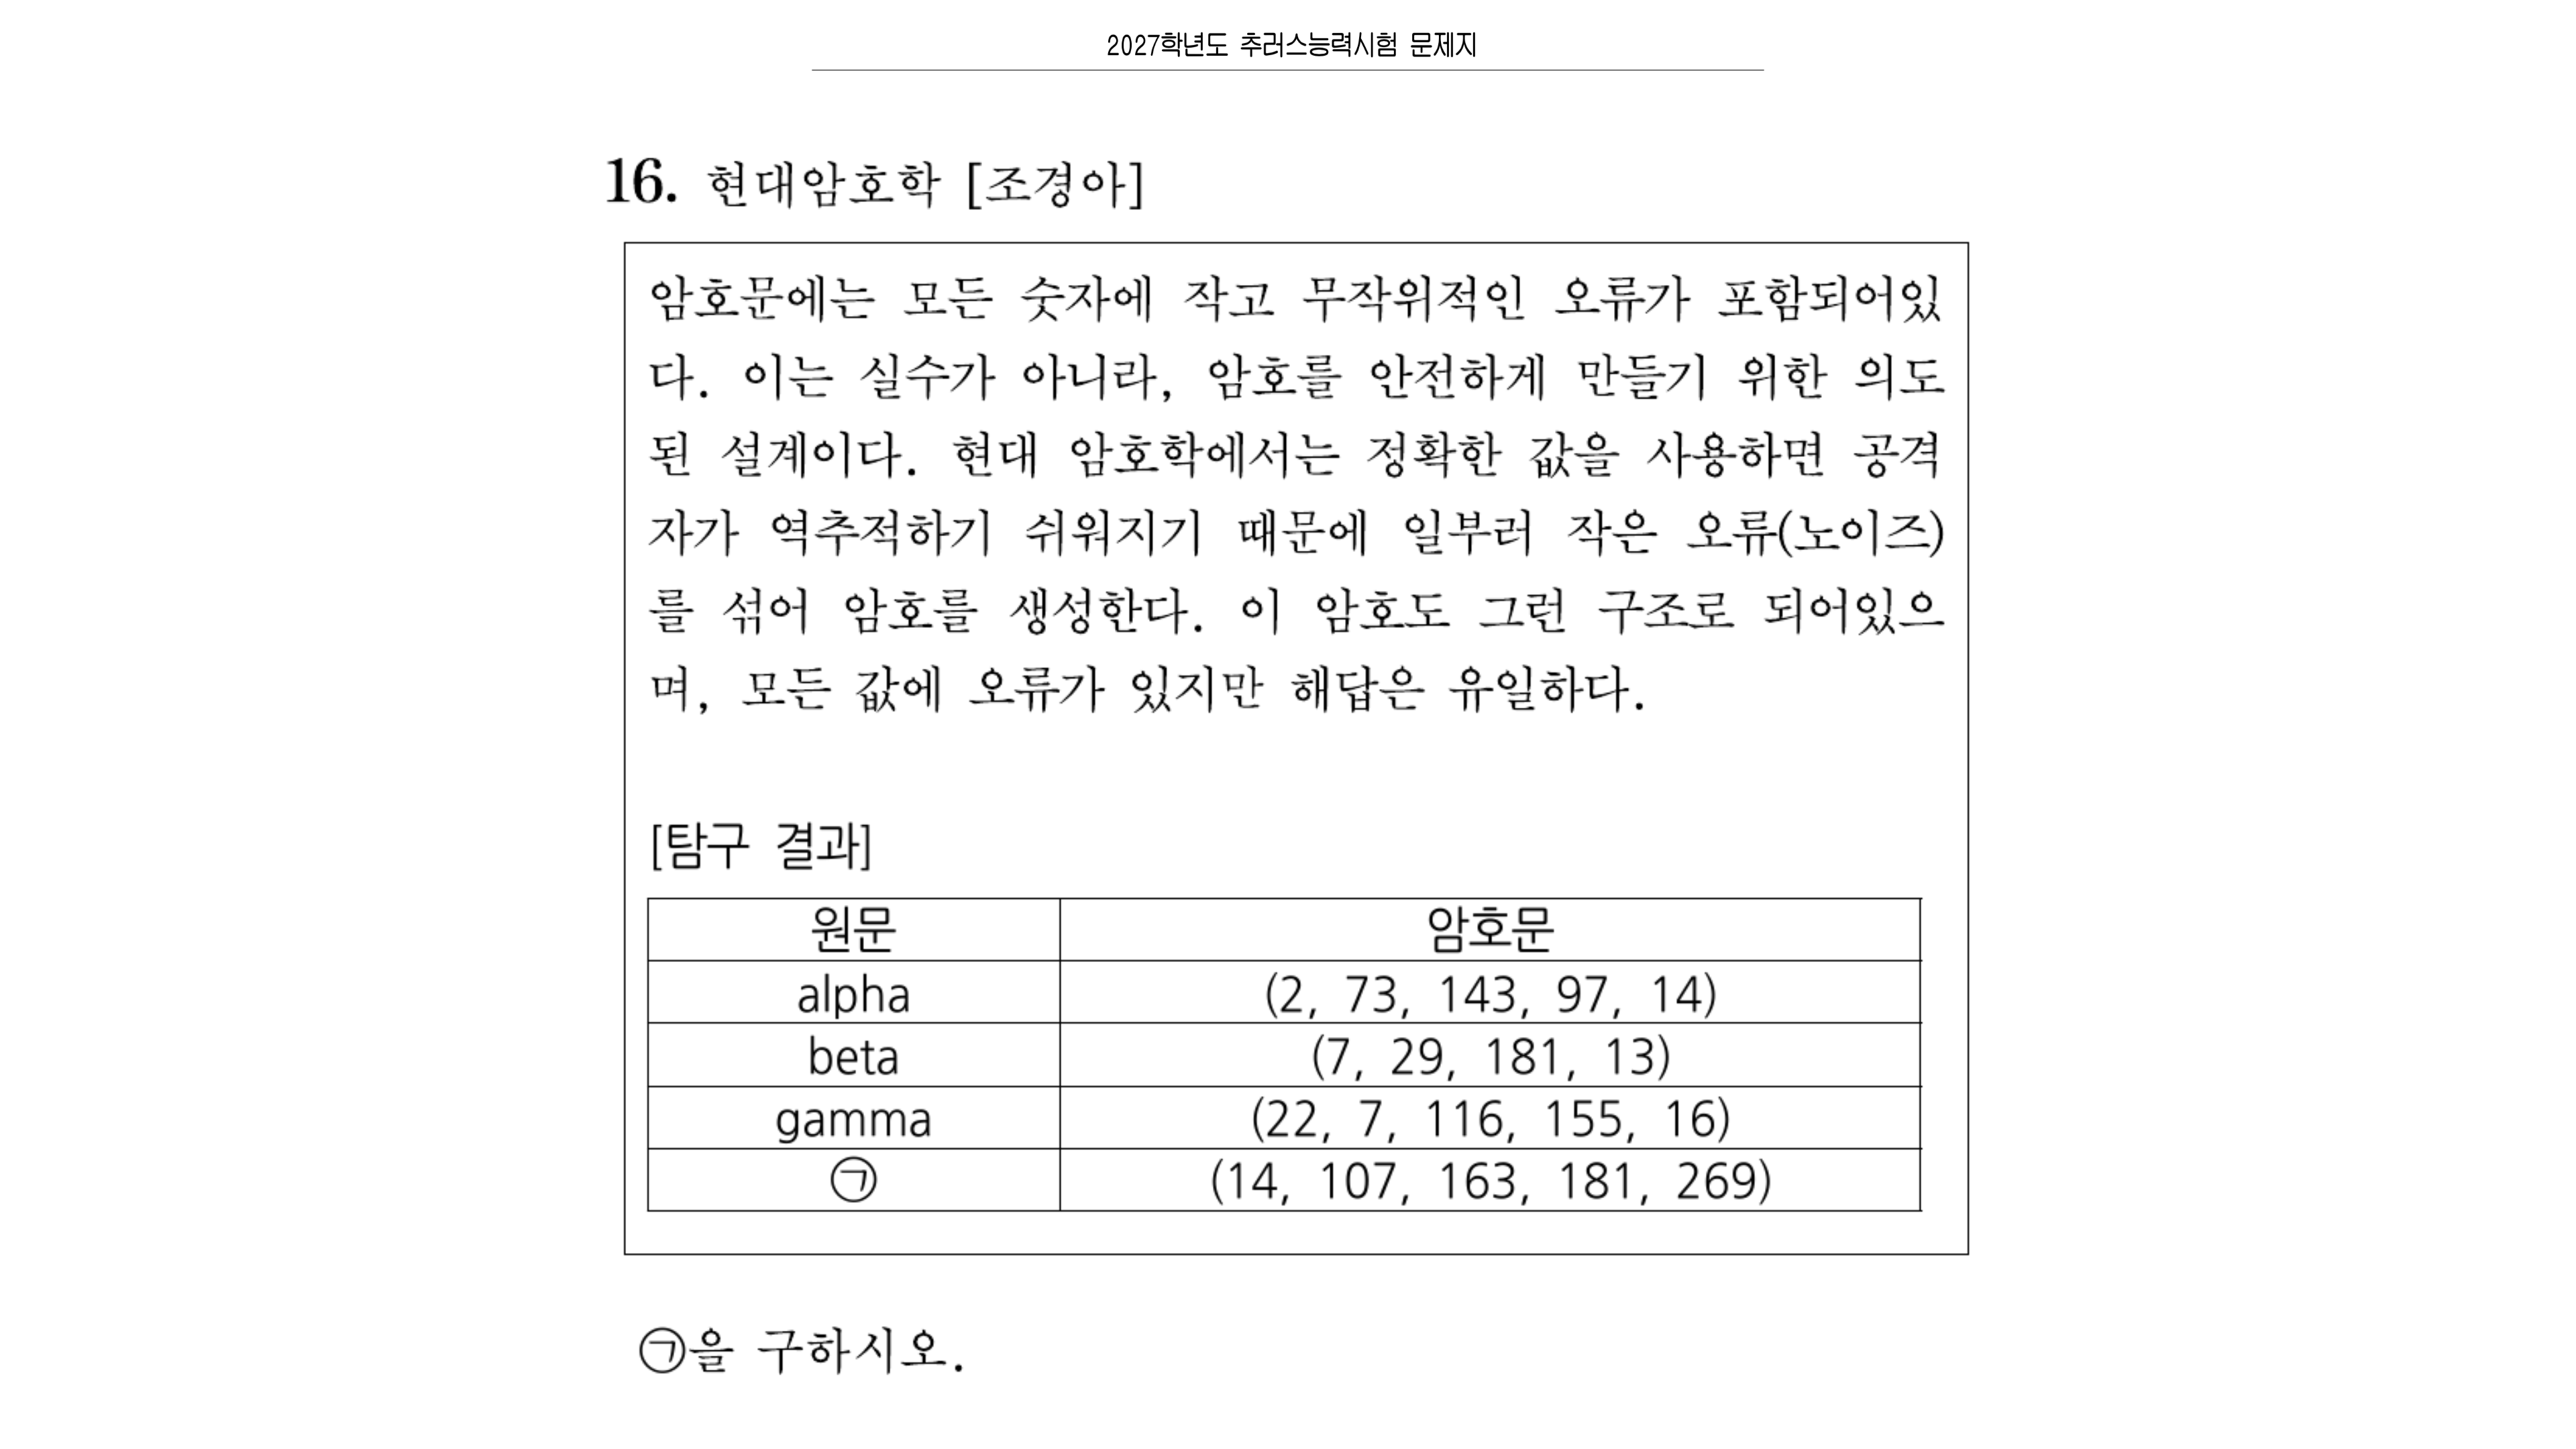 2027학년도 추러스능력시험 문제지
16. 현대암호학 [조경아]
암호문에는 모든 숫자에 작고 무작위적인 오류가 포함되어있
다. 이는 실수가 아니라, 암호를 안전하게 만들기 위한 의도
된 설계이다. 현대 암호학에서는 정확한 값을 사용하면 공격
자가 역추적하기 쉬워지기 때문에 일부러 작은 오류(노이즈)
를 섞어 암호를 생성한다. 이 암호도 그런 구조로 되어있으
며, 모든 값에 오류가 있지만 해답은 유일하다.
[탐구 결과]
원문 암호문
alpha (2, 73, 143, 97, 14)
beta (7, 29, 181, 13)
gamma (22, 7, 116, 155, 16)
㉠ (14, 107, 163, 181, 269)
㉠을 구하시오.